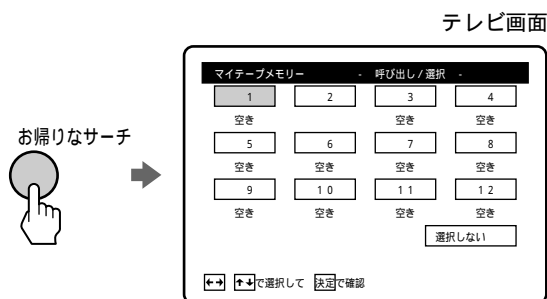 テレビ画面
マイテープメモリー - 呼び出し / 選択 -
1 2 3 4
空き 空き 空き
お帰りなサーチ
5 6 7 8
空き 空き 空き 空き
9 10 11 12
空き 空き 空き 空き
選択しない
←→ ↑↓で選択して 決定で確認